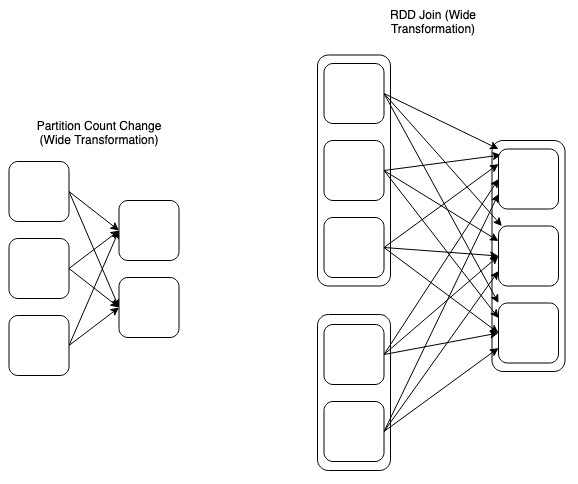 RDD Join (Wide
Transformation)
Partition Count Change
(Wide Transformation)